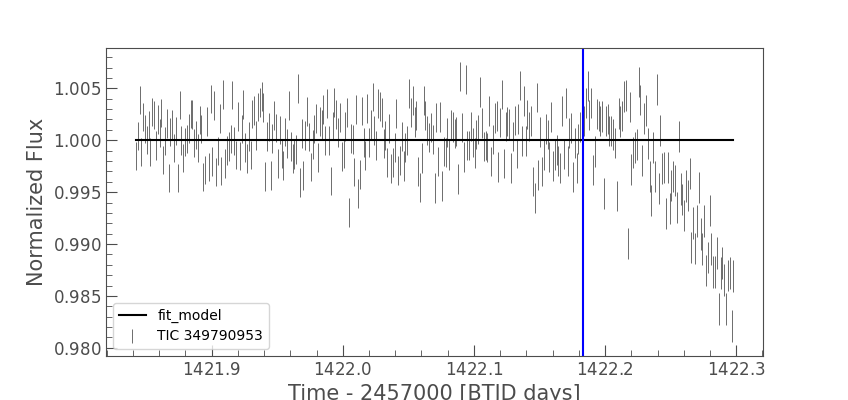 1.005
1.000
0.995
0.990
0.985
0.980
Normalized Flux
fit_model
TIC 349790953
1421.9 1422.0 1422.1 1422.2 1422.3
Time - 2457000 [BTJD days]